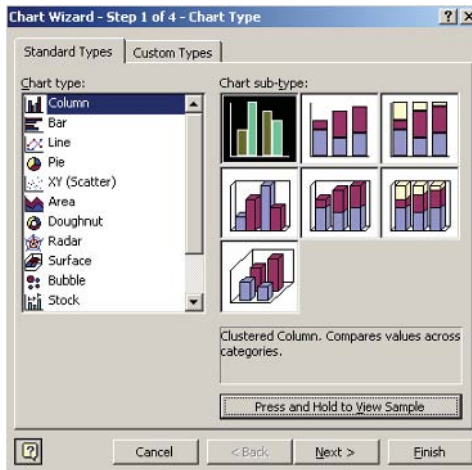 Chart Wizard - Step 1 of 4 - Chart Type
Standard Types
Custom Types
Chart type:
Column
Bar
Line
Pie
XY (Scatter)
Area
Doughnut
Radar
Surface
Bubble
Stock
Chart sub-type:
Clustered Column. Compares values across
categories.
Press and Hold to View Sample
Cancel
< Back
Next >
Finish